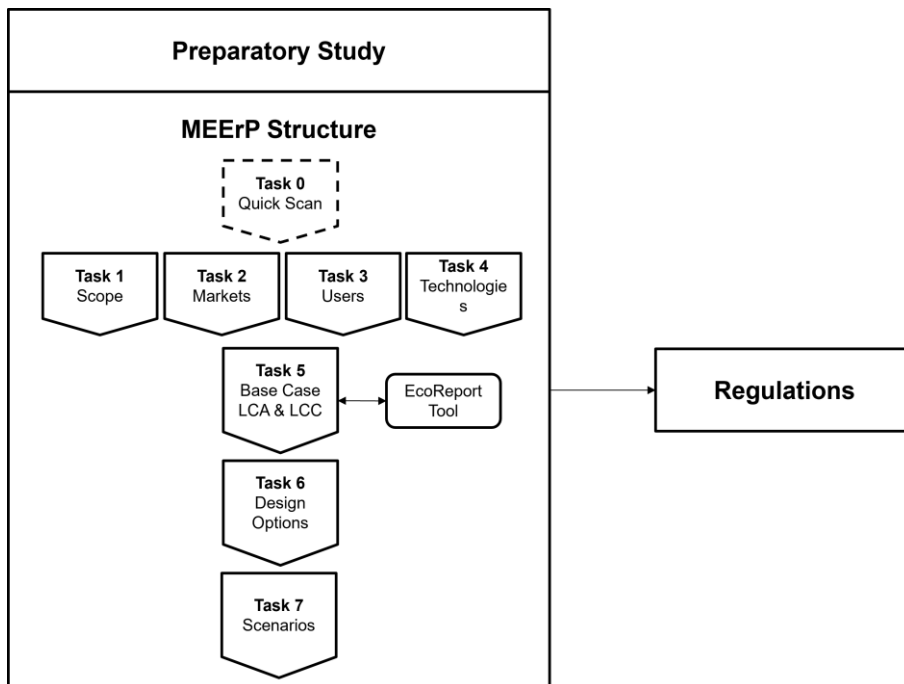 Preparatory Study
MEErP Structure
Task 0
Quick Scan
Task 1
Scope
Task 2
Markets
Task 3
Users
Task 4
Technologie
s
Task 5
Base Case
LCA & LCC
EcoReport
Tool
Regulations
Task 6
Design
Options
Task 7
Scenarios